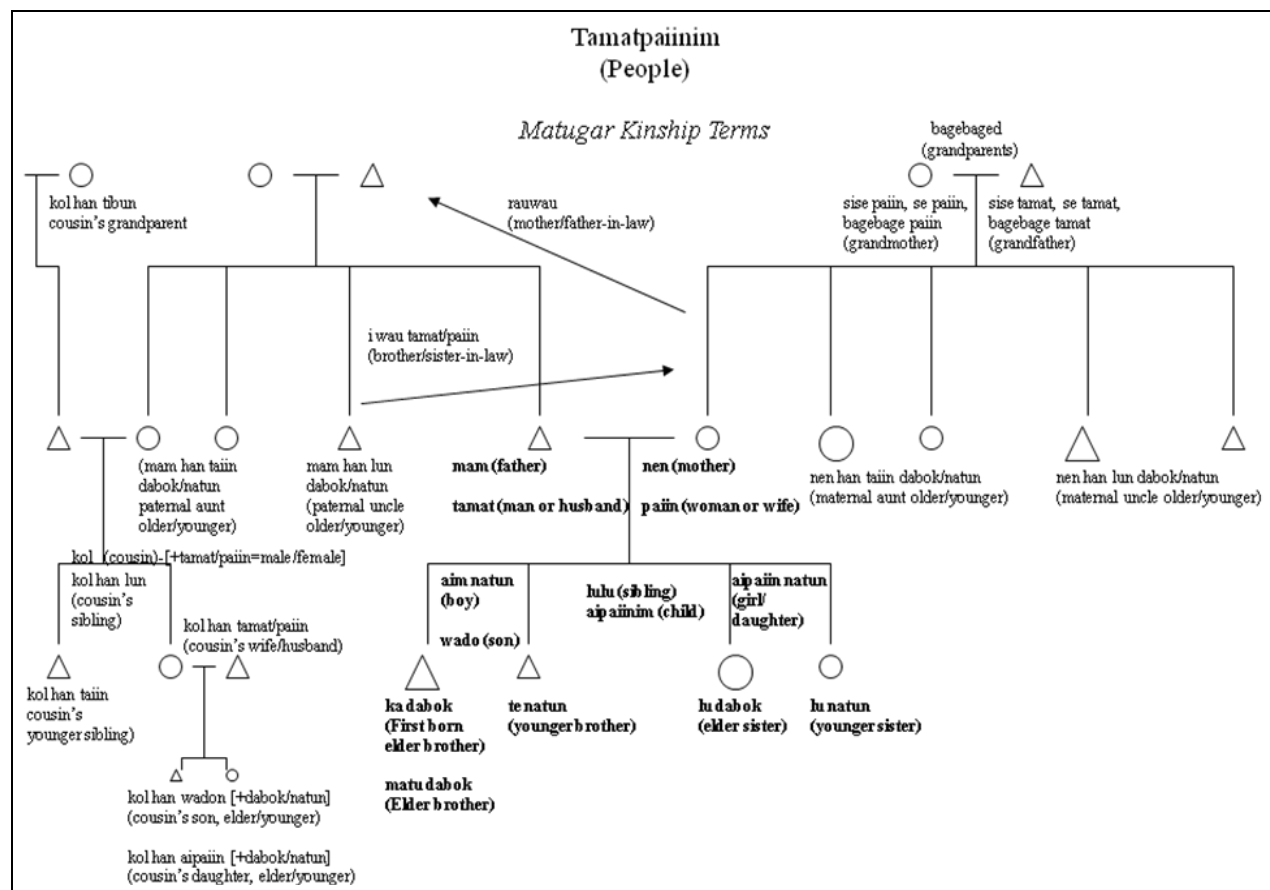 Tamatpaiinim
(People)
Matugar Kinship Terms
bagebaged
(grandparents)
kol han tibun
cousin's grandparent
rauwau
(mother/father-in-law)
sise paiin, se paiin,
bagebage paiin
(grandmother)
sise tamat, se tamat,
bagebage tamat
(grandfather)
i wau tamat/paiin
(brother/sister-in-law)
(mam han taiin
dabok/natun
paternal aunt
older/younger)
mam han lun
dabok/natun
(paternal uncle
older/younger)
mam (father)
tamat (man or husband)
nen (mother)
paiin (woman or wife)
nen han taiin dabok/natun
(maternal aunt older/younger)
nen han lun dabok/natun
(maternal uncle older/younger)
kol (cousin)-[+tamat/paiin=male/female]
kol han lun
(cousin's
sibling)
kol han tamat/paiin
(cousin's wife/husband)
aim natun
(boy)
wado (son)
lulu (sibling)
aipaiinim (child)
aipaiin natun
(girl/
daughter)
kol han taiin
cousin's
younger sibling)
ka dabok
(First born
elder brother)
matu dabok
(Elder brother)
te natun
(younger brother)
lu dabok
(elder sister)
lu natun
(younger sister)
kol han wadon [+dabok/natun]
(cousin's son, elder/younger)
kol han aipaiin [+dabok/natun]
(cousin's daughter, elder/younger)